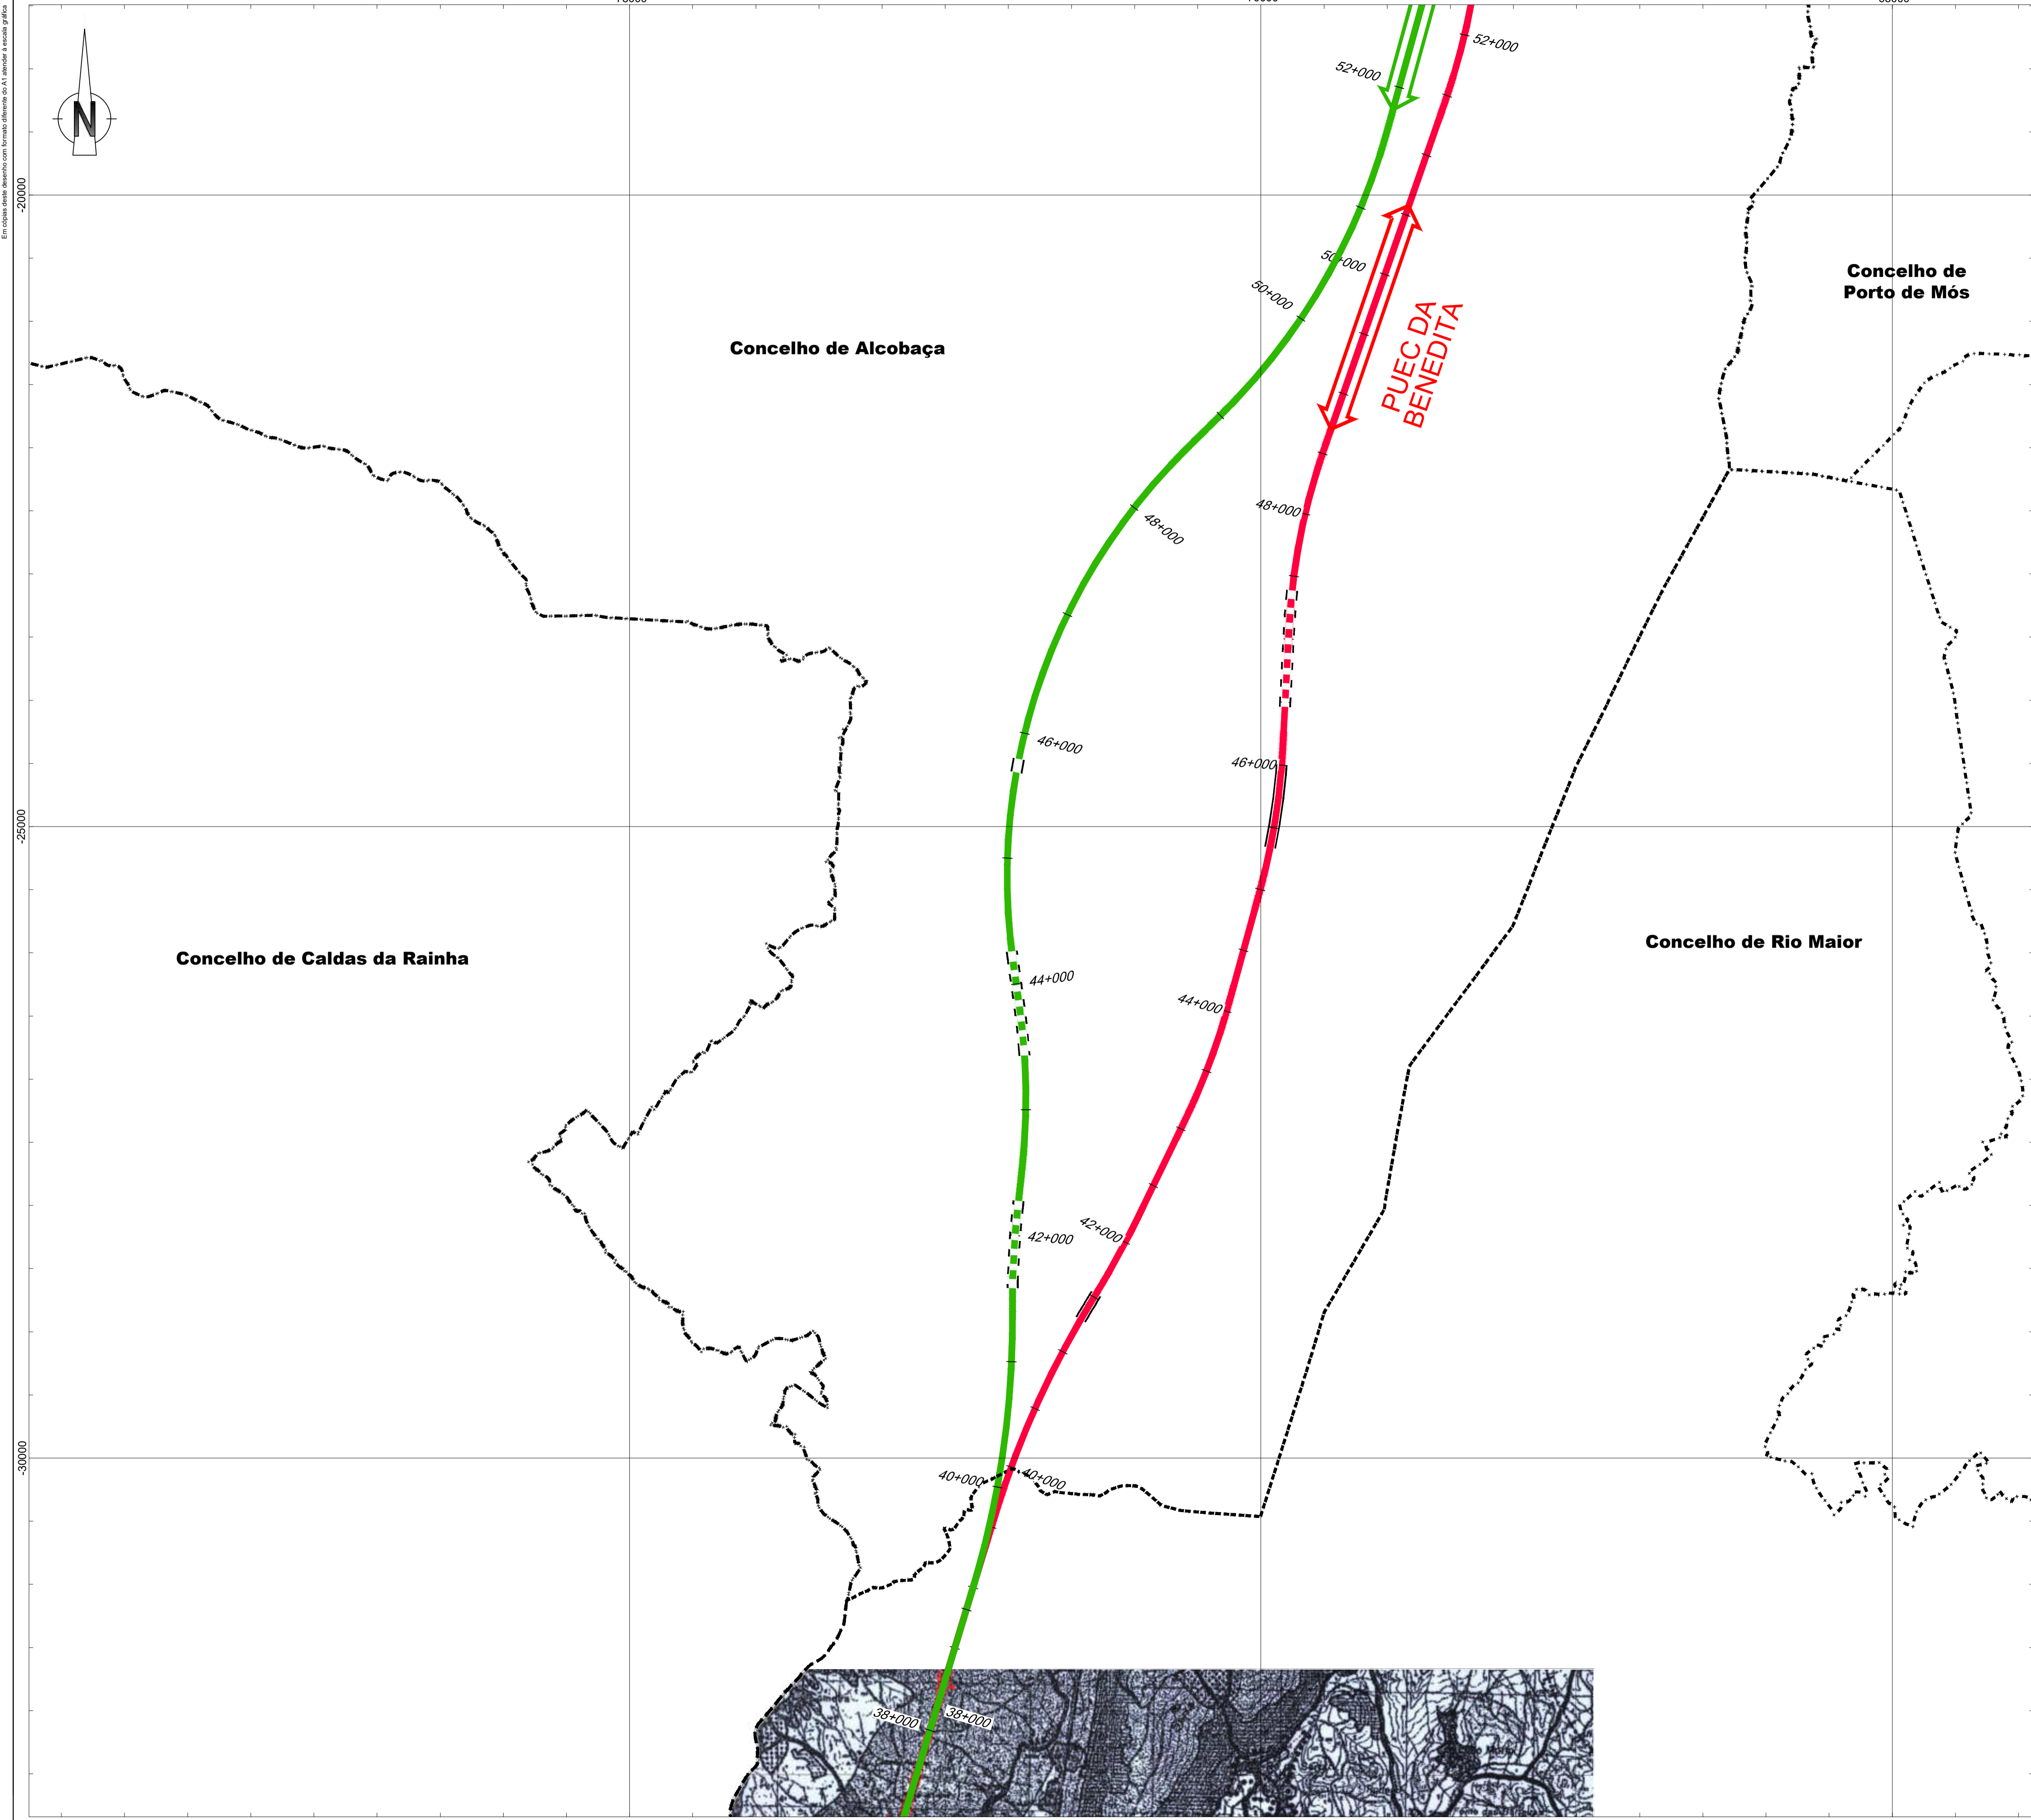 Em cópias deste desenho com formato diferente do A1 atender à escala gráfica
N
52+000
52+000
-20000
50+000
50+000
PUEC DA
BENEDITA
Concelho de
Porto de Mós
Concelho de Alcobaça
48+000
48+000
46+000
46+000
-25000
Concelho de Caldas da Rainha
Concelho de Rio Maior
44+000
44+000
42+000
42+000
-30000
40+000
40+000
38+000
38+000